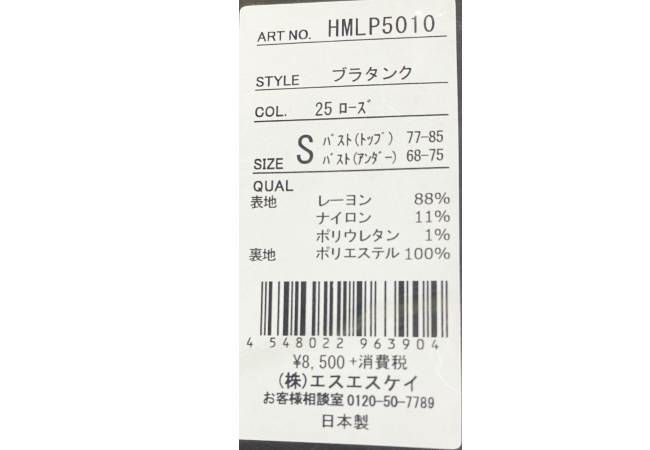 ART NO. HMLP5010
STYLE ブラタンク
COL. 25 ﾛｰｽﾞ
SIZE S ﾊﾞｽﾄ(ﾄｯﾌﾟ) 77-85
ﾊﾞｽﾄ(ｱﾝﾀﾞｰ) 68-75
QUAL
表地 レーヨン 88%
ナイロン 11%
ポリウレタン 1%
裏地 ポリエステル 100%
4 548022 963904
¥8,500+消費税
(株)エスエスケイ
お客様相談室0120-50-7789
日本製